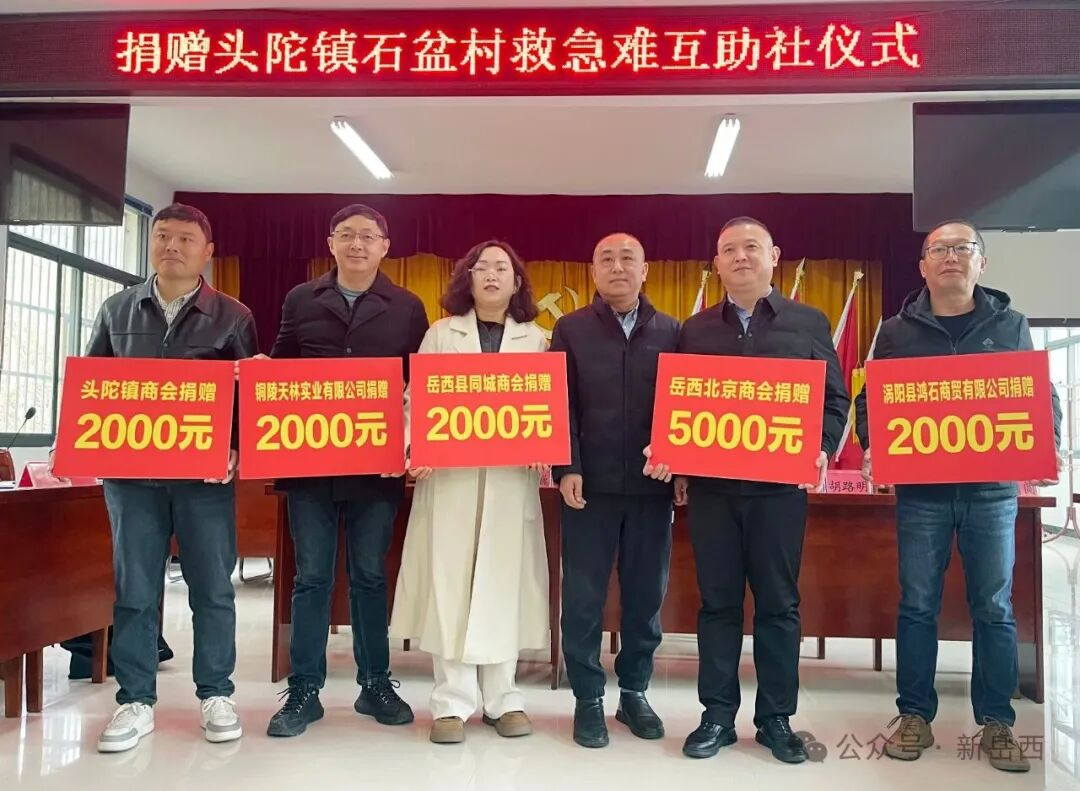 捐赠头陀镇石盆村救急难互助社仪式
头陀镇商会捐赠
2000元
铜陵天林实业有限公司捐赠
2000元
岳西县同城商会捐赠
2000元
岳西北京商会捐赠
5000元
涡阳县鸿石商贸有限公司捐赠
2000元
胡路明
公众号·新岳西